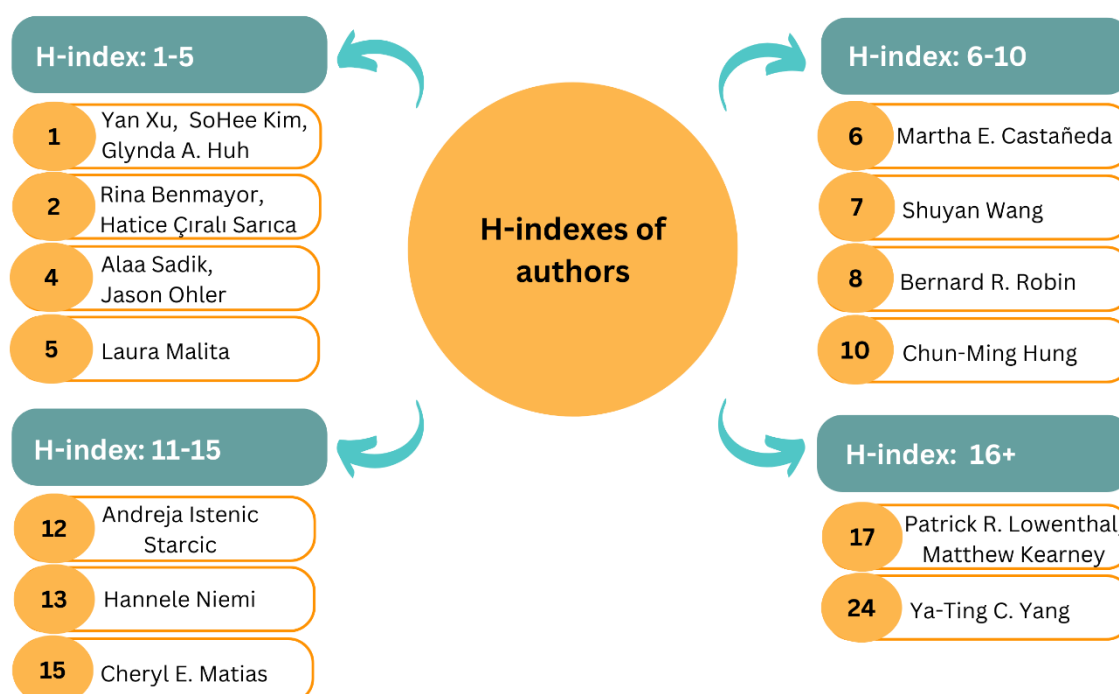 H-index: 1-5
1
Yan Xu,  SoHee Kim,
Glynda A. Huh
2
Rina Benmayor,
Hatice Çıralı Sarıca
4
Alaa Sadik,
Jason Ohler
5
Laura Malita
H-indexes of
authors
H-index: 6-10
6
Martha E. Castañeda
7
Shuyan Wang
8
Bernard R. Robin
10
Chun-Ming Hung
H-index: 11-15
12
Andreja Istenic
Starcic
13
Hannele Niemi
15
Cheryl E. Matias
H-index:  16+
17
Patrick R. Lowenthal,
Matthew Kearney
24
Ya-Ting C. Yang